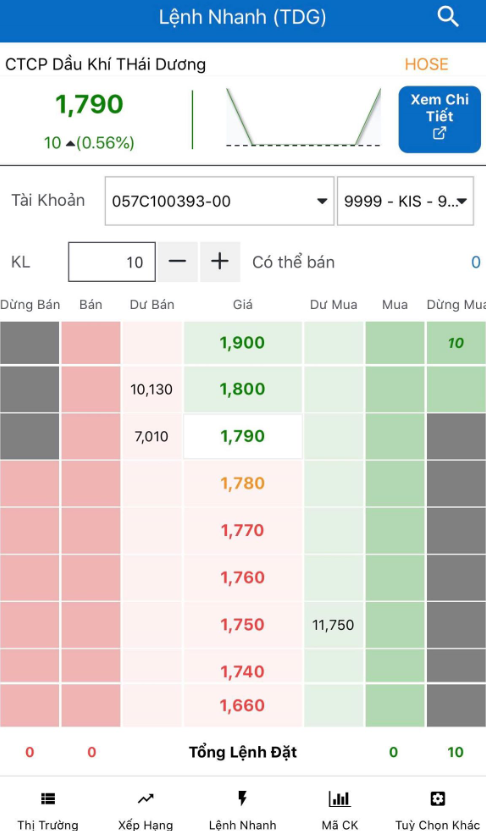 Lệnh Nhanh (TDG)
CTCP Dầu Khí THái Dương HOSE
1,790
10 (0.56%)
Xem Chi
Tiết
Tài Khoản 057C100393-00 9999 - KIS - 9...
KL 10 Có thể bán 0
Dừng Bán Bán Dư Bán Giá Dư Mua Mua Dừng Mua
1,900 10
10,130 1,800
7,010 1,790
1,780
1,770
1,760
1,750 11,750
1,740
1,660
0 0 Tổng Lệnh Đặt 0 10
Thị Trường Xếp Hạng Lệnh Nhanh Mã CK Tuỳ Chọn Khác